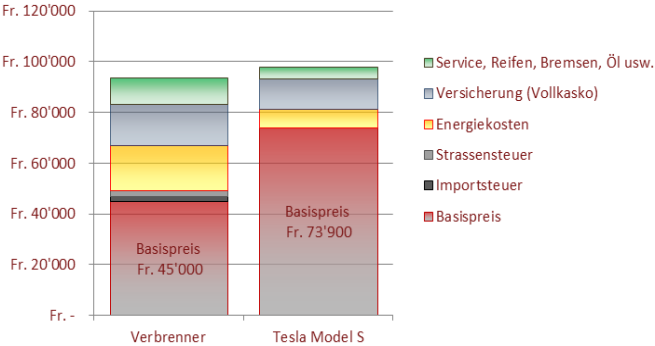 Fr. 120'000
Fr. 100'000
Fr. 80'000
Fr. 60'000
Fr. 40'000
Fr. 20'000
Fr. -
Basispreis
Fr. 45'000
Basispreis
Fr. 73'900
Verbrenner
Tesla Model S
Service, Reifen, Bremsen, Öl usw.
Versicherung (Vollkasko)
Energiekosten
Strassensteuer
Importsteuer
Basispreis